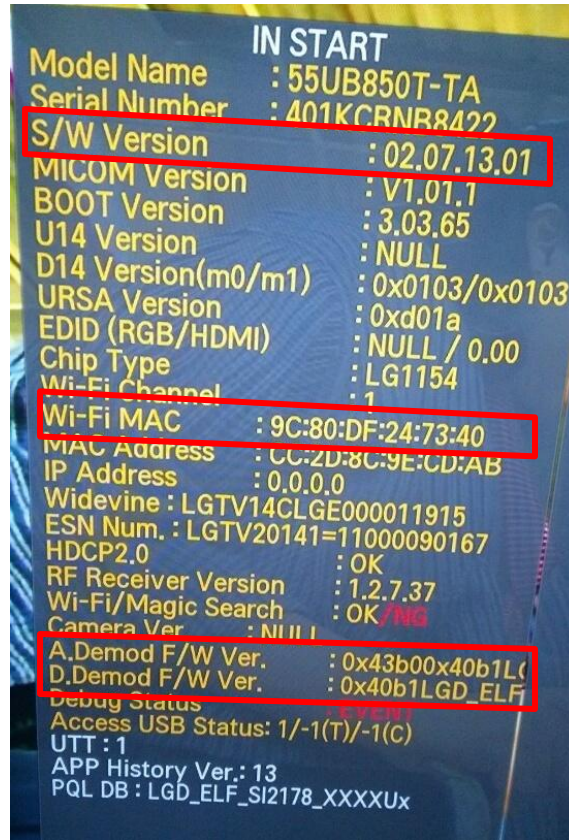 IN START
Model Name : 55UB850T-TA
Serial Number : 401KCRNB8422
S/W Version : 02.07.13.01
MICOM Version : V1.01.1
BOOT Version : 3.03.65
U14 Version : NULL
D14 Version(m0/m1) : 0x0103/0x0103
URSA Version : 0xd01a
EDID (RGB/HDMI) : NULL / 0.00
Chip Type : LG1154
Wi-Fi Channel : 1
Wi-Fi MAC : 9C:80:DF:24:73:40
MAC Address : CC:2D:8C:9E:CD:AB
IP Address : 0.0.0.0
Widevine : LGTV14CLGE000011915
ESN Num. : LGTV20141=11000090167
HDCP2.0 : OK
RF Receiver Version : 1.2.7.37
Wi-Fi/Magic Search : OK/NG
Camera Ver. : NULL
A.Demod F/W Ver. : 0x43b00x40b1LG
D.Demod F/W Ver. : 0x40b1LGD_ELF
Debug Status EVENT
Access USB Status: 1/-1(T)/-1(C)
UTT : 1
APP History Ver.: 13
PQL DB : LGD_ELF_SI2178_XXXXUx